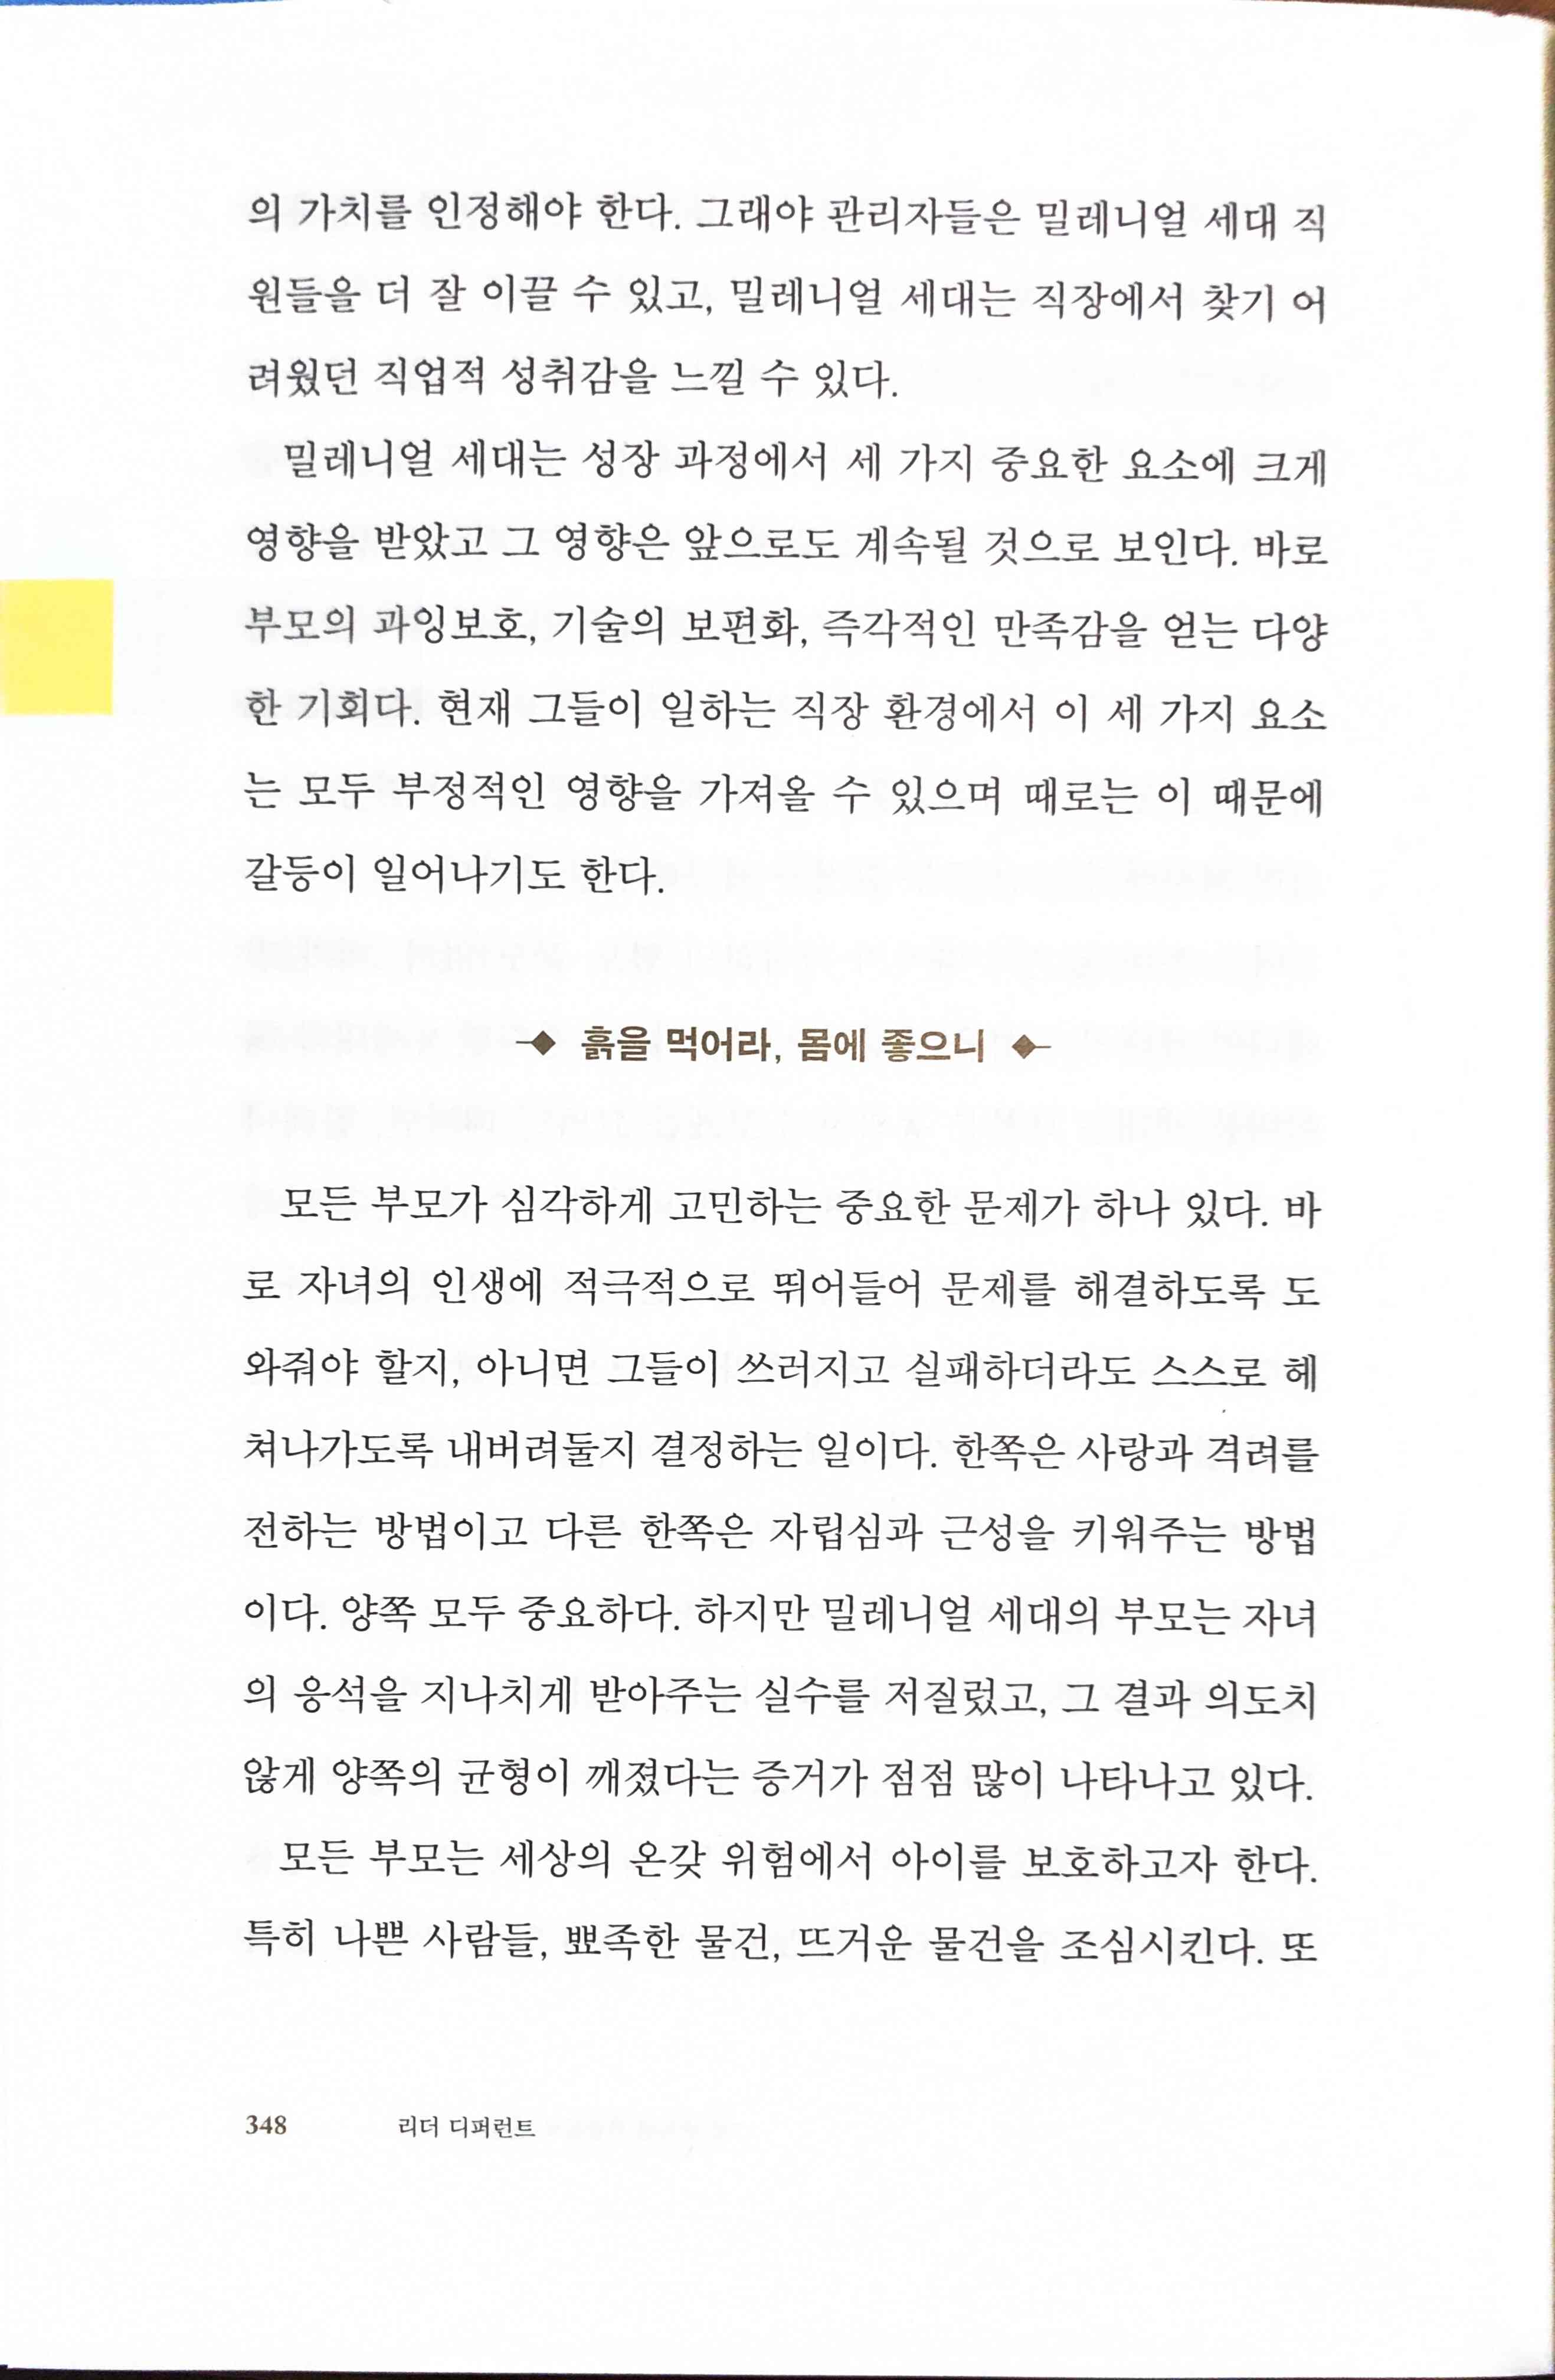 의 가치를 인정해야 한다. 그래야 관리자들은 밀레니얼 세대 직
원들을 더 잘 이끌 수 있고, 밀레니얼 세대는 직장에서 찾기 어
려웠던 직업적 성취감을 느낄 수 있다.
밀레니얼 세대는 성장 과정에서 세 가지 중요한 요소에 크게
영향을 받았고 그 영향은 앞으로도 계속될 것으로 보인다. 바로
부모의 과잉보호, 기술의 보편화, 즉각적인 만족감을 얻는 다양
한 기회다. 현재 그들이 일하는 직장 환경에서 이 세 가지 요소
는 모두 부정적인 영향을 가져올 수 있으며 때로는 이 때문에
갈등이 일어나기도 한다.
흙을 먹어라, 몸에 좋으니
모든 부모가 심각하게 고민하는 중요한 문제가 하나 있다. 바
로 자녀의 인생에 적극적으로 뛰어들어 문제를 해결하도록 도
와줘야 할지, 아니면 그들이 쓰러지고 실패하더라도 스스로 헤
쳐나가도록 내버려둘지 결정하는 일이다. 한쪽은 사랑과 격려를
전하는 방법이고 다른 한쪽은 자립심과 근성을 키워주는 방법
이다. 양쪽 모두 중요하다. 하지만 밀레니얼 세대의 부모는 자녀
의 응석을 지나치게 받아주는 실수를 저질렀고, 그 결과 의도치
않게 양쪽의 균형이 깨졌다는 증거가 점점 많이 나타나고 있다.
모든 부모는 세상의 온갖 위험에서 아이를 보호하고자 한다.
특히 나쁜 사람들, 뾰족한 물건, 뜨거운 물건을 조심시킨다. 또
348 리더 디퍼런트